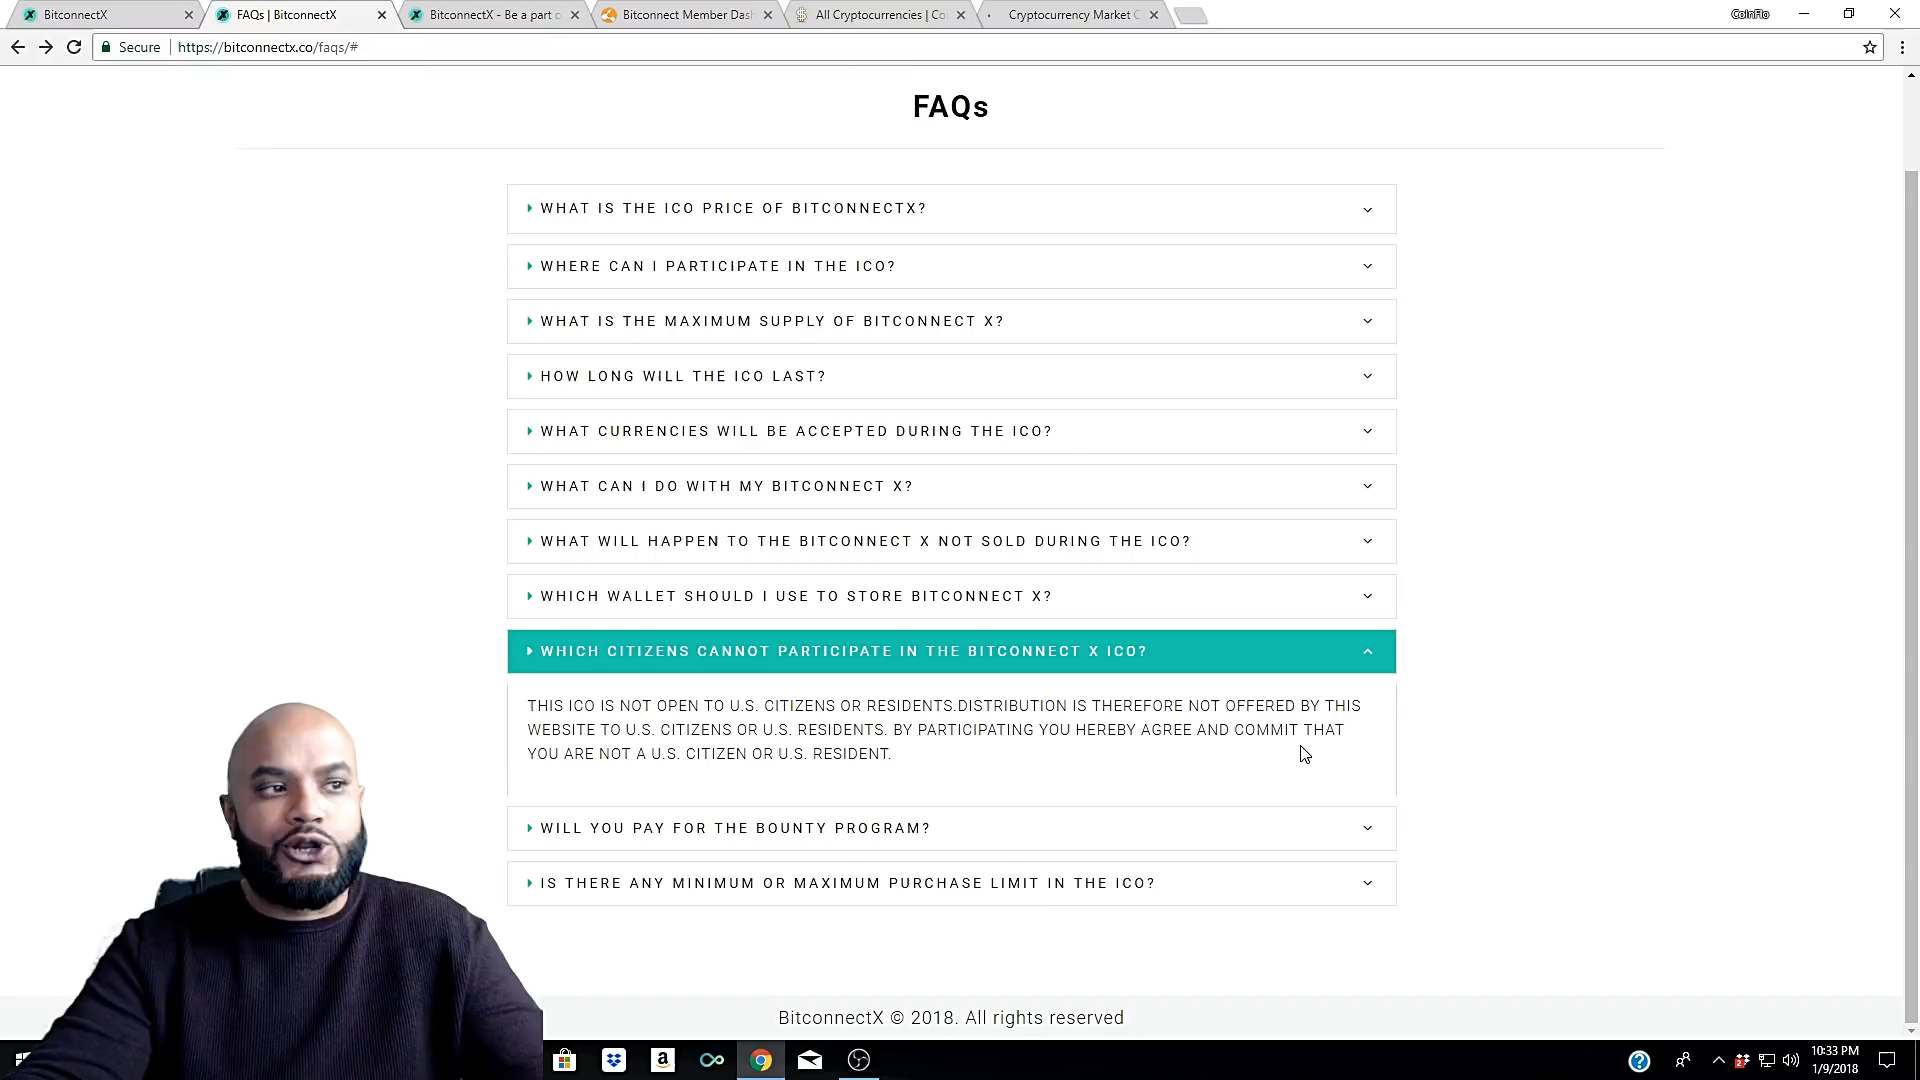 BitconnectX
FAQs | BitconnectX
BitconnectX - Be a part o
Bitconnect Member Das
All Cryptocurrencies | Co
Cryptocurrency Market C
CoinFlo
Secure
https://bitconnectx.co/faqs/#
FAQs
WHAT IS THE ICO PRICE OF BITCONNECTX?
WHERE CAN I PARTICIPATE IN THE ICO?
WHAT IS THE MAXIMUM SUPPLY OF BITCONNECT X?
HOW LONG WILL THE ICO LAST?
WHAT CURRENCIES WILL BE ACCEPTED DURING THE ICO?
WHAT CAN I DO WITH MY BITCONNECT X?
WHAT WILL HAPPEN TO THE BITCONNECT X NOT SOLD DURING THE ICO?
WHICH WALLET SHOULD I USE TO STORE BITCONNECT X?
WHICH CITIZENS CANNOT PARTICIPATE IN THE BITCONNECT X ICO?
THIS ICO IS NOT OPEN TO U.S. CITIZENS OR RESIDENTS.DISTRIBUTION IS THEREFORE NOT OFFERED BY THIS
WEBSITE TO U.S. CITIZENS OR U.S. RESIDENTS. BY PARTICIPATING YOU HEREBY AGREE AND COMMIT THAT
YOU ARE NOT A U.S. CITIZEN OR U.S. RESIDENT.
WILL YOU PAY FOR THE BOUNTY PROGRAM?
IS THERE ANY MINIMUM OR MAXIMUM PURCHASE LIMIT IN THE ICO?
BitconnectX © 2018. All rights reserved
10:33 PM
1/9/2018